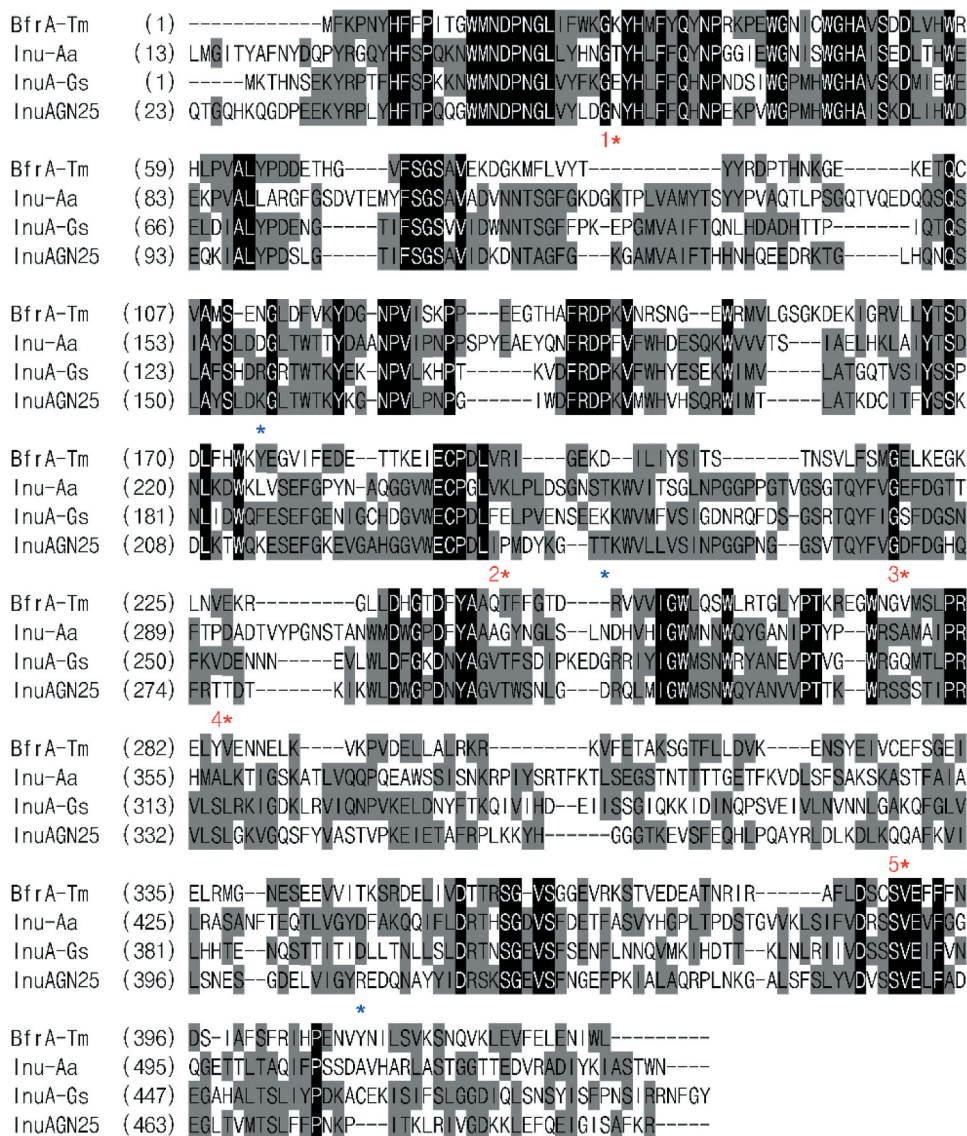 BfrA-Tm (1) ------------MFKPNYHFFPITGWMNDPNGLIFWKGKYHMFYQYNPRKPEWGNICWGHAVSDDLVHWR
Inu-Aa (13) LMGITYAFNYDQPYRGQYHFSPQKNWMNDPNGLLYHNGTYHLFFQYNPGGIEWGNISWGHAISEDLTHWE
InuA-Gs (1) -----MKTHNSEKYRPTFHFSPKKNWMNDPNGLVYFKGEYHLFFQHNPNDSIWGPMHWGHAVSKDMIEWE
InuAGN25 (23) QTGQHKQGDPEEKYRPLYHFTPQQGWMNDPNGLVYLDGNYHLFFQHNPEKPVWGPMHWGHAISKDLIHWD
1*
BfrA-Tm (59) HLPVALYPDDETHG-----VFSGSAVEKDGKMFLVYT------------YYRDPTHNKGE-----KETQC
Inu-Aa (83) EKPVALLARGFGSDVTEMYFSGSAVADVNNTSGFGKDGKTPLVAMYTSYYPVAQTLPSGQTVQEDQQSQS
InuA-Gs (66) ELDIALYPDENG-----TIFSGSVVIDWNNTSGFFPK-EPGMVAIFTQNLHDADHTTP-----IQTQS
InuAGN25 (93) EQKIALYPDSLG-----TIFSGSAVIDKDNTAGFG---KGAMVAIFTHHNHQEEDRKTG----LHQNQS
BfrA-Tm (107) VAMS-ENGLDFVKYDG-NPVISKPP---EEGTHAFRDPKVNRSNG--EWRMVLGSGKDEKIGRVLLYTSD
Inu-Aa (153) IAYSLDDGLTWTTYDAANPVIPNPPSPYEAEYQNFRDPFVFWHDESQKWVVVTS---IAELHKLAIYTSD
InuA-Gs (123) LAFSHDRGRTWTKYEK-NPVLKHPT------KVDFRDPKVFWHYESEKWIMV-----LATGQTVSIYSSP
InuAGN25 (150) LAYSLDKGLTWTKYKG-NPVLPNPG------IWDFRDPKVMWHVHSQRWIMT-----LATKDCITFYSSK
*
BfrA-Tm (170) DLFHWKYEGVIFEDE--TTKEIECPDLVRI-----GEKD--ILIYSITS-------TNSVLFSMGELKEGK
Inu-Aa (220) NLKDWKLVSEFGPYN-AQGGVWECPGLVKLPLDSGNSTKWVITSGLNPGGPPGTVGSGTQYFVGEFDGTT
InuA-Gs (181) NLIDWQFESEFGENIGCHDGVWECPDLFELPVENSEEKKWVMFVSIGDNRQFDS-GSRTQYFIGSFDGSN
InuAGN25 (208) DLKTWQKESEFGKEVGAHGGVWECPDLIPMDYKG--TTKWVLLVSINPGGPNG---GSVTQYFVGDFDGHQ
2* * 3*
BfrA-Tm (225) LNVEKR---------GLLDHGTDFYAAQTFFGTD----RVVVIGWLQSWLRTGLYPTKREGWNGVMSLPR
Inu-Aa (289) FTPDADTVYPGNSTANWMDWGPDFYAAAGYNGLS--LNDHVHIGWMNNWQYGANIPTYP--WRSAMAIPR
InuA-Gs (250) FKVDENNN-----EVLWLDFGKDNYAGVTFSDIPKEDGRRIYIGWMSNWRYANEVPTVG--WRGQMTLPR
InuAGN25 (274) FRTTDT-------KIKWLDWGPDNYAGVTWSNLG---DRQLMIGWMSNWQYANVVPTTK--WRSSSTIPR
4*
BfrA-Tm (282) ELYVENNELK-----VKPVDELLALRKR-------KVFETAKSGTFLLDVK----ENSYEIVCEFSGEI
Inu-Aa (355) HMALKTIGSKATLVQQPQEAWSSISNKRPIYSRTFKTLSEGSTNTTTTGETFKVDLSFSAKSKASTFAIA
InuA-Gs (313) VLSLRKIGDKLRVIQNPVKELDNYFTKQIVIHD--EIISSGIQKKIDINQPSVEIVLNVNNLGAKQFGLV
InuAGN25 (332) VLSLGKVGQSFYVASTVPKEIETAFRPLKKYH------GGGTKEVSFEQHLPQAYRLDLKDLKQQAFKVI
5*
BfrA-Tm (335) ELRMG--NESEEVVITKSRDELIVDTTRSG-VSGGEVRKSTVEDEATNRIR------AFLDSCSVEFFFN
Inu-Aa (425) LRASANFTEQTLVGYDFAKQQIFLDRTHSGDVSFDETFASVYHGPLTPDSTGVVKLSIFVDRSSVEVFGG
InuA-Gs (381) LHHTE--NQSTTITIDLLTNLLSLDRTNSGEVSFSENFLNNQVMKIHDTT--KLNLRIIVDSSSVEIFVN
InuAGN25 (396) LSNES--GDELVIGYREDQNAYYIDRSKSGEVSFNGEFPKIALAQRPLNKG-ALSFSLYVDVSSVELFAD
*
BfrA-Tm (396) DS-IAFSFRIHPENVYNILSVKSNQVKLEVFELENIWL---------
Inu-Aa (495) QGETTLTAQIFPSSDAVHARLASTGGTTEDVRADIYKIASTWN----
InuA-Gs (447) EGAHALTSLIYPDKACEKISIFSLGGDIQLSNSYISFPNSIRRNFGY
InuAGN25 (463) EGLTVMTSLFFPNKP----ITKLRIVGDKKLEFQEIGISAFKR------